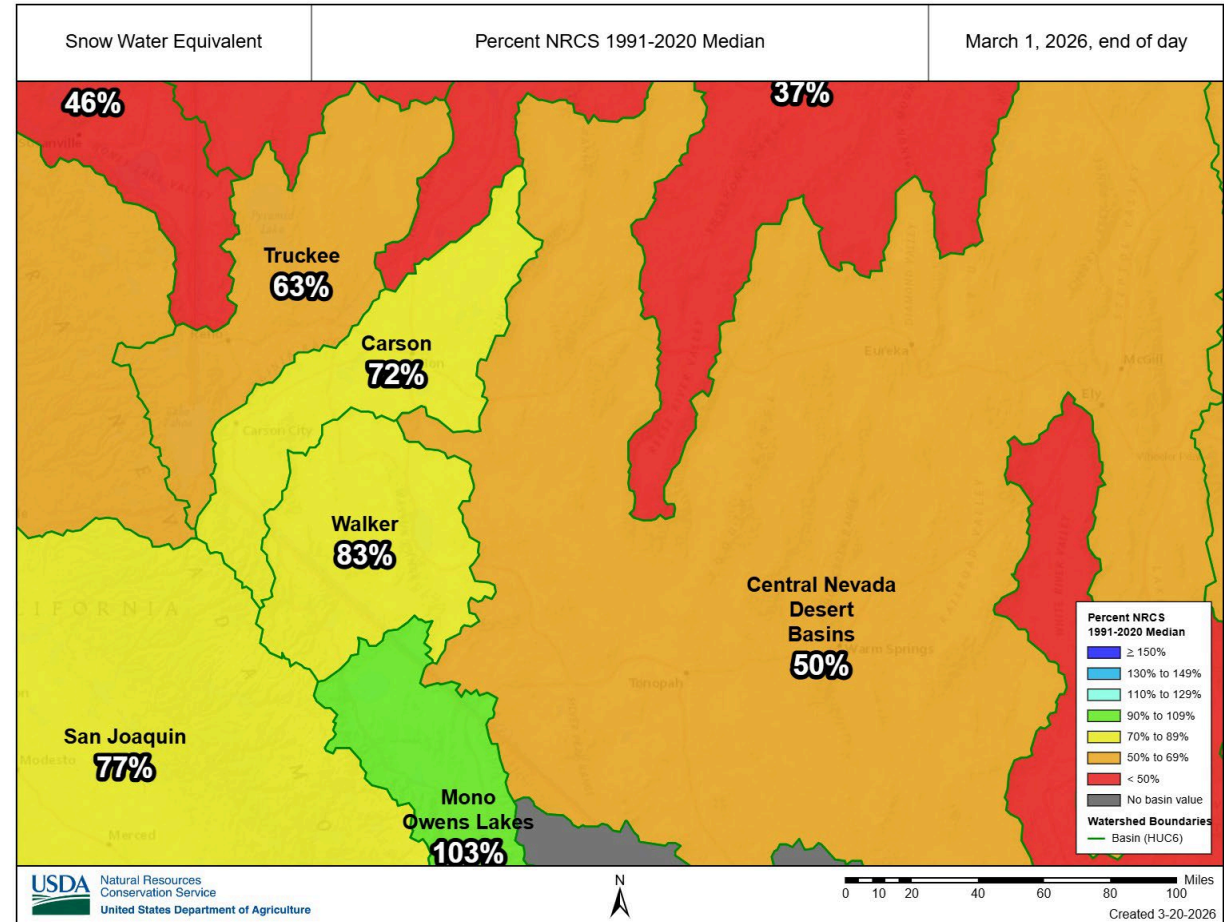 Snow Water Equivalent
Percent NRCS 1991-2020 Median
March 1, 2026, end of day
46%
37%
Truckee
63%
Carson
72%
Eureka
McGill
Ely
Carson City
Walker
83%
CALIFORNIA
Central Nevada
Desert
Basins
50%
Warm Springs
Tonopah
San Joaquin
77%
Modesto
Merced
Mono
Owens Lakes
103%
Percent NRCS
1991-2020 Median
≥ 150%
130% to 149%
110% to 129%
90% to 109%
70% to 89%
50% to 69%
< 50%
No basin value
Watershed Boundaries
Basin (HUC6)
USDA
Natural Resources
Conservation Service
United States Department of Agriculture
N
Miles
0 10 20 40 60 80 100
Created 3-20-2026